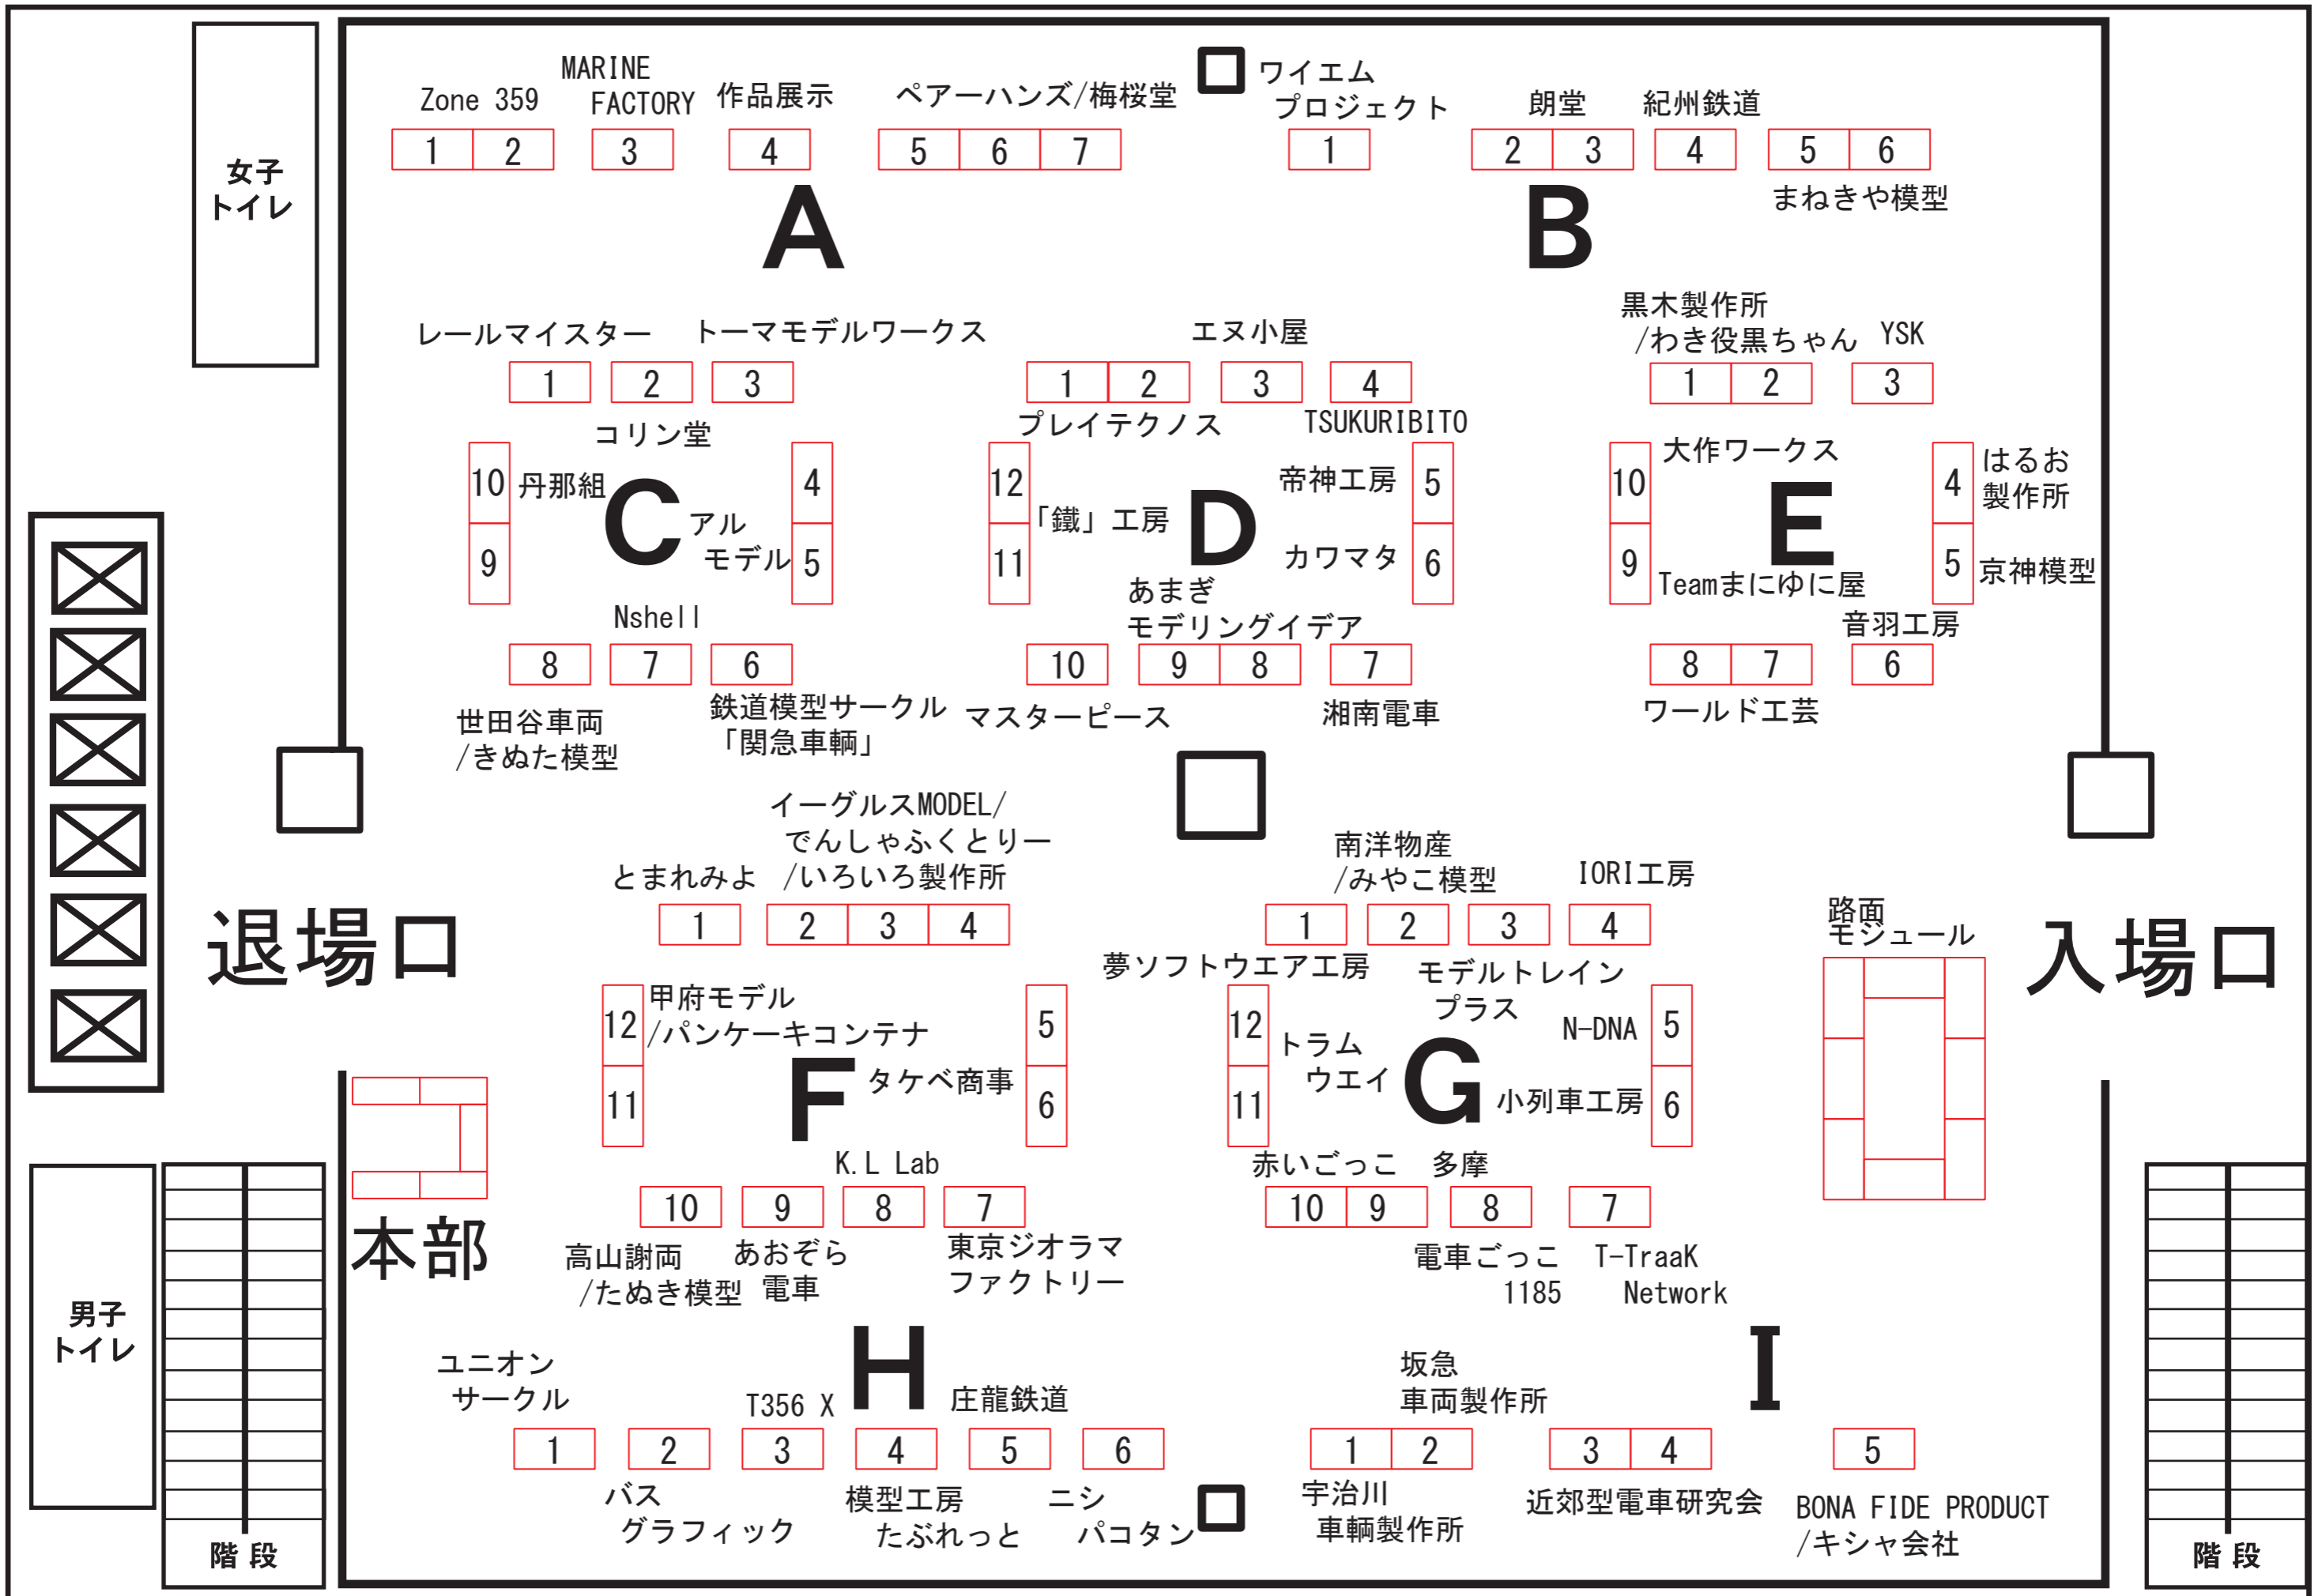 MARINE
FACTORY
Zone 359
作品展示
ペアーハンズ/梅桜堂
ワイエム
プロジェクト
朗堂
紀州鉄道
1 2 3 4 5 6 7
1 2 3 4 5 6
まねきや模型
女子
トイレ
A
B
レールマイスター
トーマモデルワークス
エヌ小屋
黒木製作所
/わき役黒ちゃん
YSK
1 2 3
1 2 3 4
1 2 3
コリン堂
プレイテクノス
TSUKURIBITO
10 丹那組
C
アル
モデル
4
9
5
12
「鐵」工房
11
D
帝神工房 5
カワマタ 6
10 大作ワークス
E
4 はるお
製作所
9 Teamまにゆに屋
5 京神模型
Nshell
あまぎ
モデリングイデア
音羽工房
8 7 6
10 9 8 7
8 7 6
世田谷車両
/きぬた模型
鉄道模型サークル
「関急車輌」
マスターピース
湘南電車
ワールド工芸
とまれみよ
イーグルスMODEL/
でんしゃふくとりー
/いろいろ製作所
南洋物産
/みやこ模型
IORI工房
1 2 3 4
1 2 3 4
夢ソフトウエア工房
モデルトレイン
プラス
路面
モジュール
退場口
入場口
12 甲府モデル
/パンケーキコンテナ
11
F
タケベ商事
5
6
12
トラム
ウエイ
11
G
N-DNA 5
小列車工房 6
K.L Lab
赤いごっこ
多摩
10 9 8 7
10 9 8 7
高山謝両
/たぬき模型
あおぞら
電車
東京ジオラマ
ファクトリー
電車ごっこ
1185
T-TraaK
Network
本部
男子
トイレ
H
I
ユニオン
サークル
T356 X
庄龍鉄道
坂急
車両製作所
1 2 3 4 5 6
1 2 3 4 5
バス
グラフィック
模型工房
たぶれっと
ニシ
パコタン
宇治川
車輌製作所
近郊型電車研究会
BONA FIDE PRODUCT
/キシャ会社
階段
階段